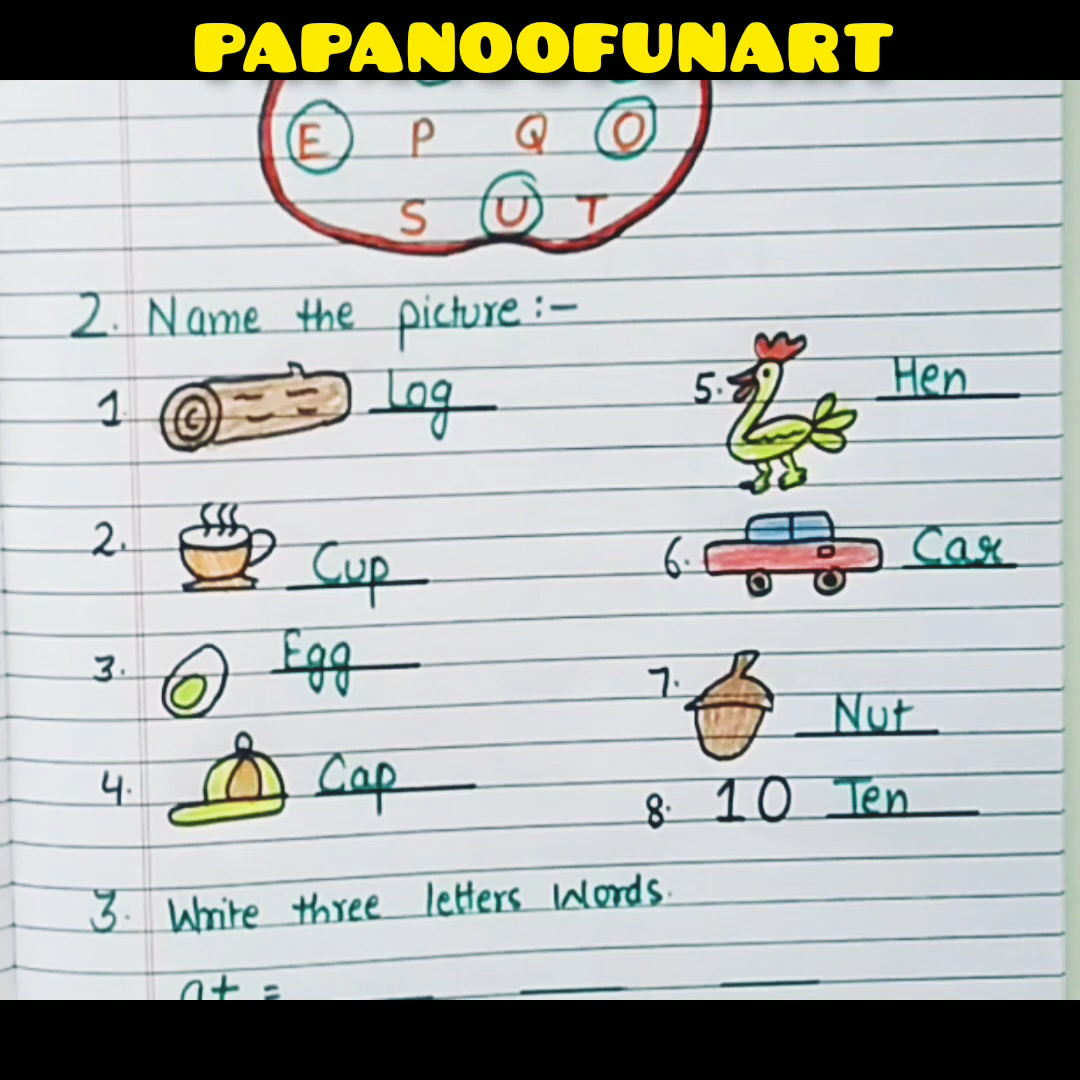 PAPANOOFUNART
E P Q O
S U T
2. Name the picture :-
1 Log
5. Hen
2. Cup
6. Car
3. Egg
7. Nut
4. Cap
8. 10 Ten
3. Write three letters Words.
at =